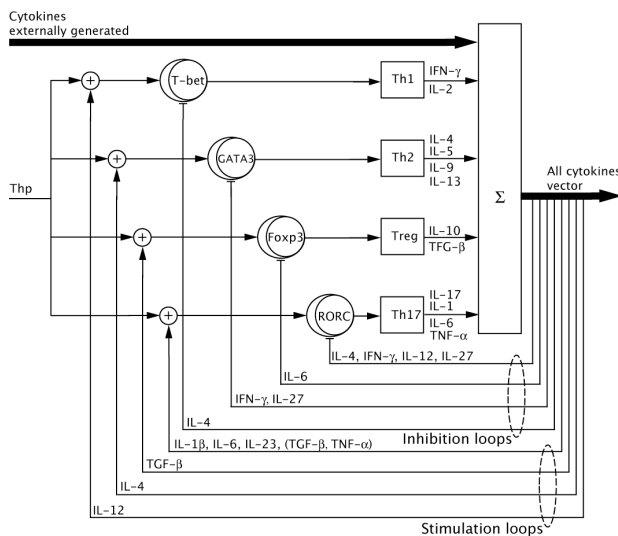 Cytokines
externally generated
+
T-bet
Th1
IFN-γ
IL-2
+
GATA3
Th2
IL-4
IL-5
IL-9
IL-13
All cytokines
vector
Σ
Thp
+
Foxp3
Treg
IL-10
TFG-β
+
RORC
Th17
IL-17
IL-1
IL-6
TNF-α
IL-4, IFN-γ, IL-12, IL-27
IL-6
IFN-γ, IL-27
IL-4
Inhibition loops
IL-1β, IL-6, IL-23, (TGF-β, TNF-α)
TGF-β
IL-4
IL-12
Stimulation loops